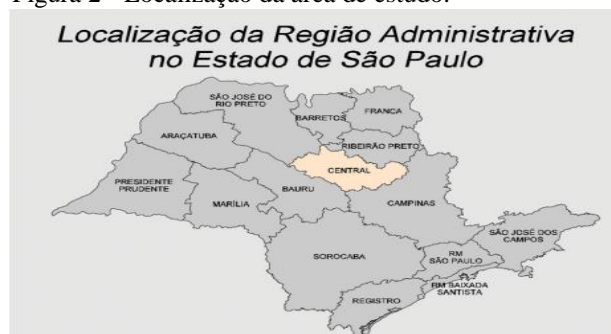 Figura 2 - Localização da área de estudo.
Localização da Região Administrativa
no Estado de São Paulo
SÃO JOSÉ DO
RIO PRETO
BARRETOS
FRANCA
ARAÇATUBA
RIBEIRÃO PRETO
CENTRAL
PRESIDENTE
PRUDENTE
MARÍLIA
BAURU
CAMPINAS
SÃO JOSÉ DOS
CAMPOS
SOROCABA
RM
SÃO PAULO
RM BAIXADA
SANTISTA
REGISTRO